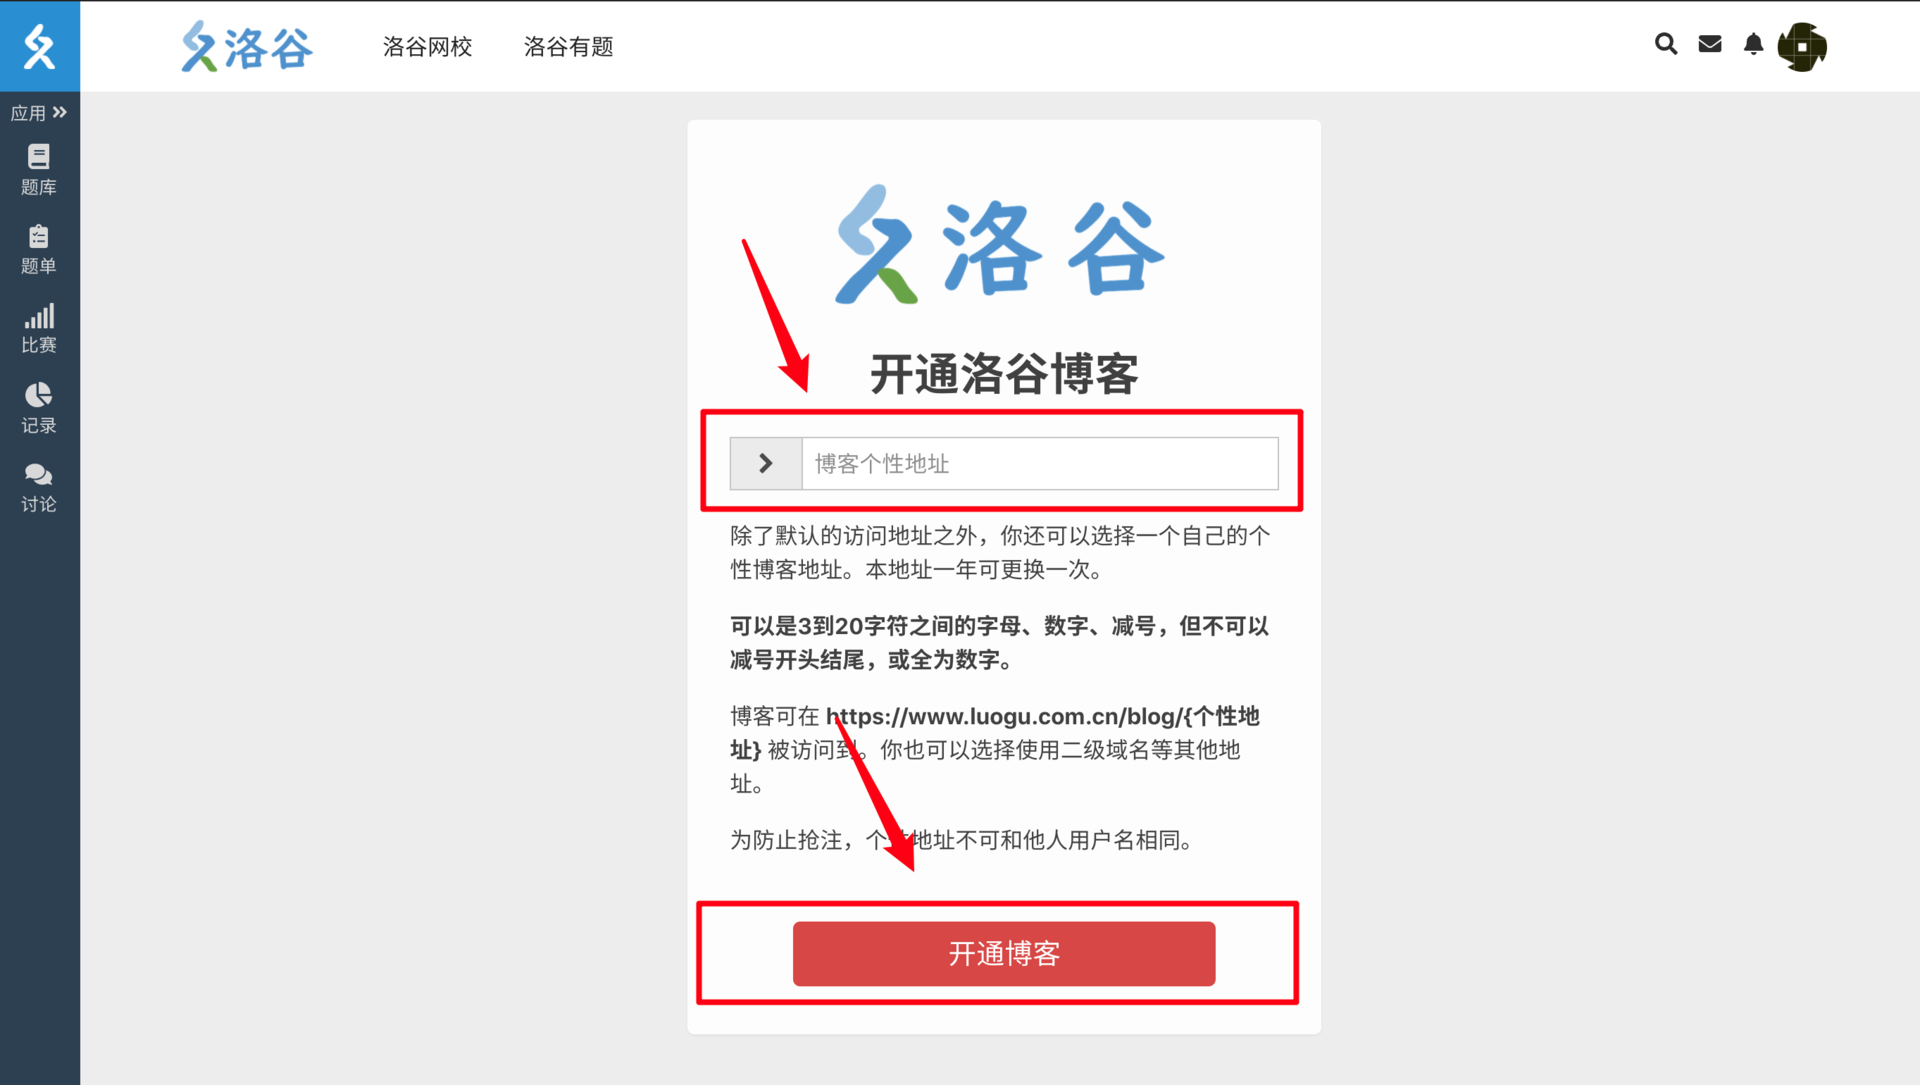 洛谷
洛谷网校
洛谷有题
应用
题库
题单
比赛
记录
讨论
洛谷
开通洛谷博客
博客个性地址
除了默认的访问地址之外，你还可以选择一个自己的个
性博客地址。本地址一年可更换一次。
可以是3到20字符之间的字母、数字、减号，但不可以
减号开头结尾，或全为数字。
博客可在 https://www.luogu.com.cn/blog/{个性地
址} 被访问到。你也可以选择使用二级域名等其他地
址。
为防止抢注，个性地址不可和他人用户名相同。
开通博客